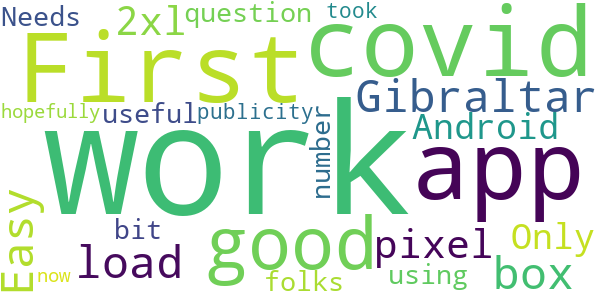 Needs 2xl question took
First covid
hopefully useful publicity Gibraltar
work number Android
app
Easy bit good pixel Only
load folks using box
now